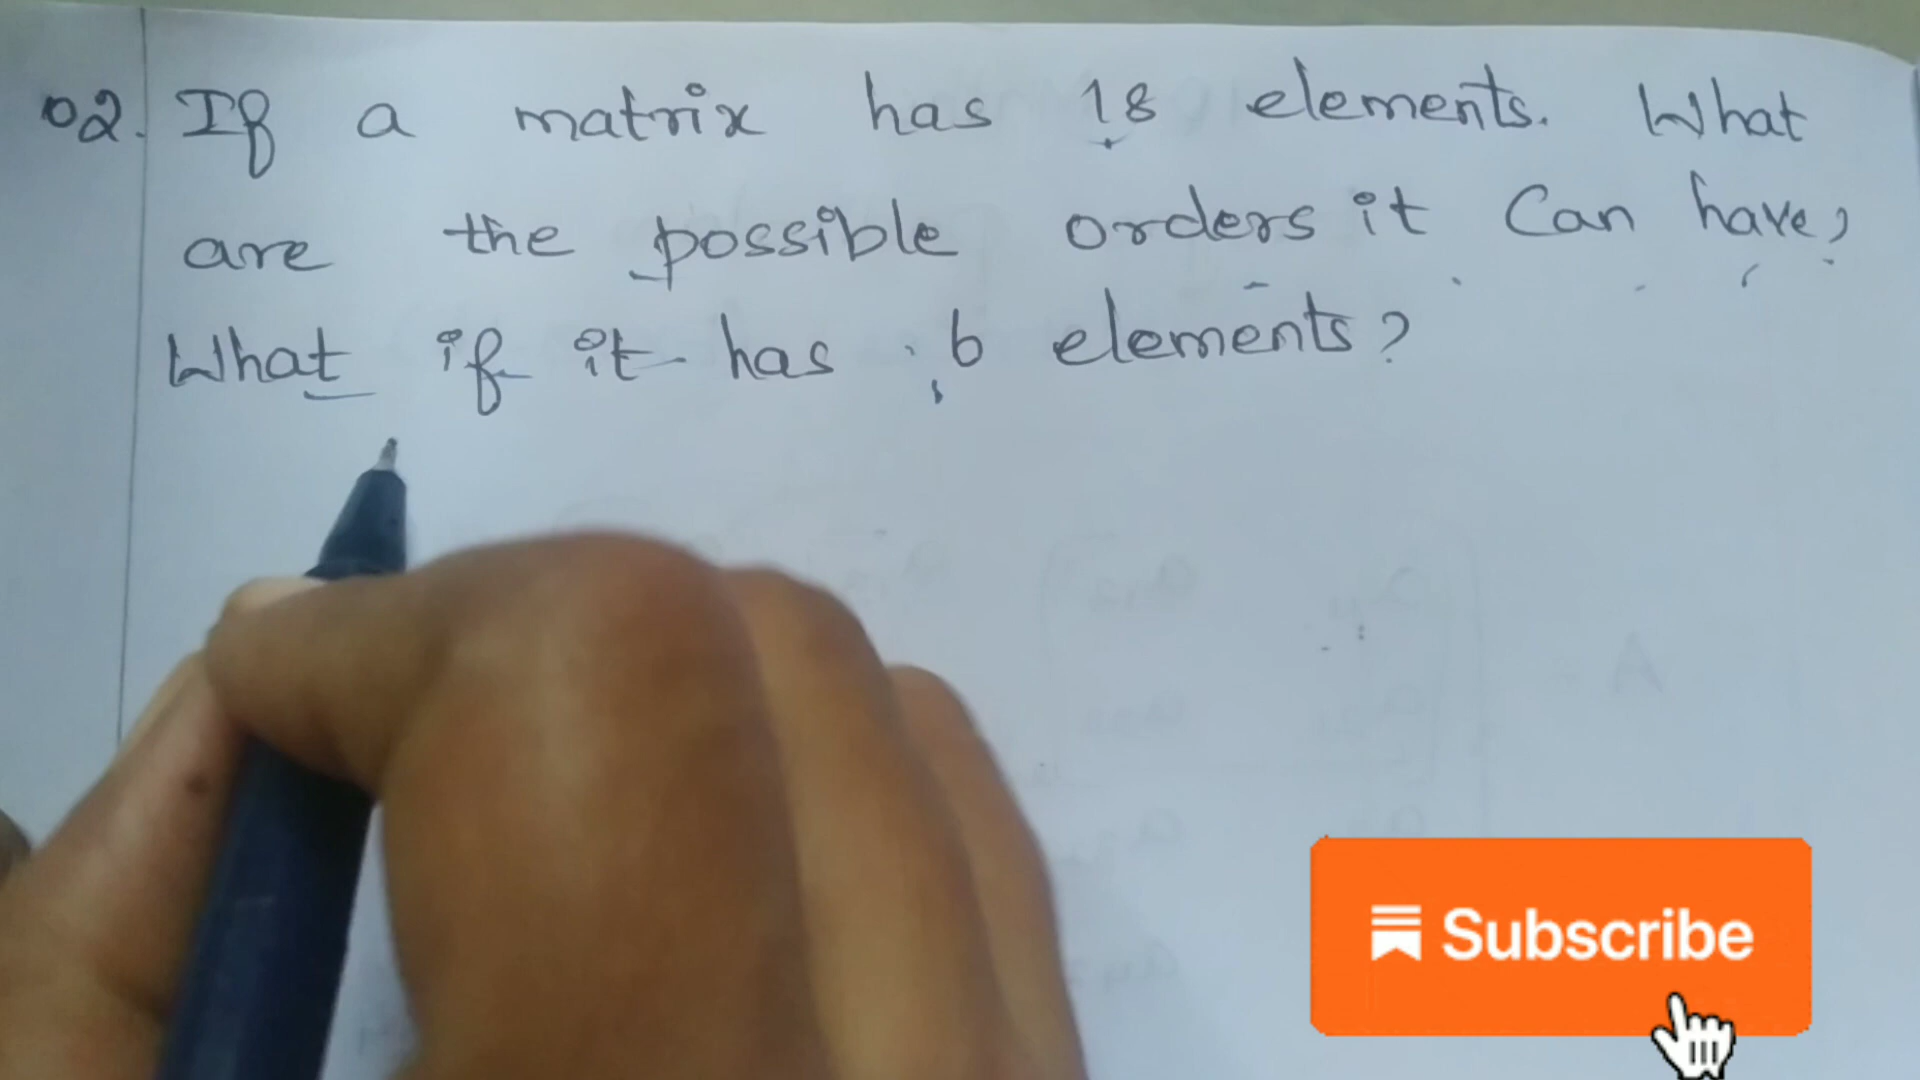 02. If a matrix has 18 elements. What
are the possible orders it can have,
What if it has 6 elements?
Subscribe